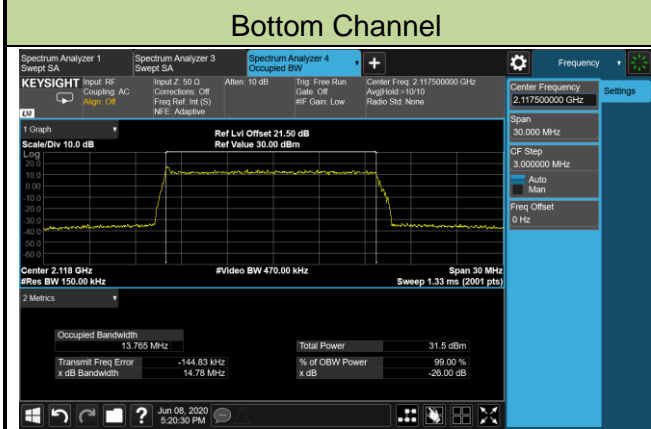 Bottom Channel
Spectrum Analyzer 1
Swept SA
Spectrum Analyzer 3
Swept SA
Spectrum Analyzer 4
Occupied BW
+
Frequency
KEYSIGHT
Input: RF
Coupling: AC
Align: Off
Input Z: 50 Ω
Corrections: Off
Freq Ref: Int (S)
NFE: Adaptive
Atten: 10 dB
Trig: Free Run
Gate: Off
#IF Gain: Low
Center Freq: 2.117500000 GHz
Avg|Hold:>10/10
Radio Std: None
LXI
Center Frequency
2.117500000 GHz
Settings
Span
30.000 MHz
CF Step
3.000000 MHz
Auto
Man
Freq Offset
0 Hz
1 Graph
Scale/Div 10.0 dB
Ref Lvl Offset 21.50 dB
Ref Value 30.00 dBm
Log
20.0
10.0
0.00
-10.0
-20.0
-30.0
-40.0
-50.0
-60.0
Center 2.118 GHz
#Res BW 150.00 kHz
#Video BW 470.00 kHz
Span 30 MHz
Sweep 1.33 ms (2001 pts)
2 Metrics
Occupied Bandwidth
13.765 MHz
Total Power 31.5 dBm
Transmit Freq Error -144.83 kHz
% of OBW Power 99.00 %
x dB Bandwidth 14.78 MHz
x dB -26.00 dB
?
Jun 08, 2020
5:20:30 PM